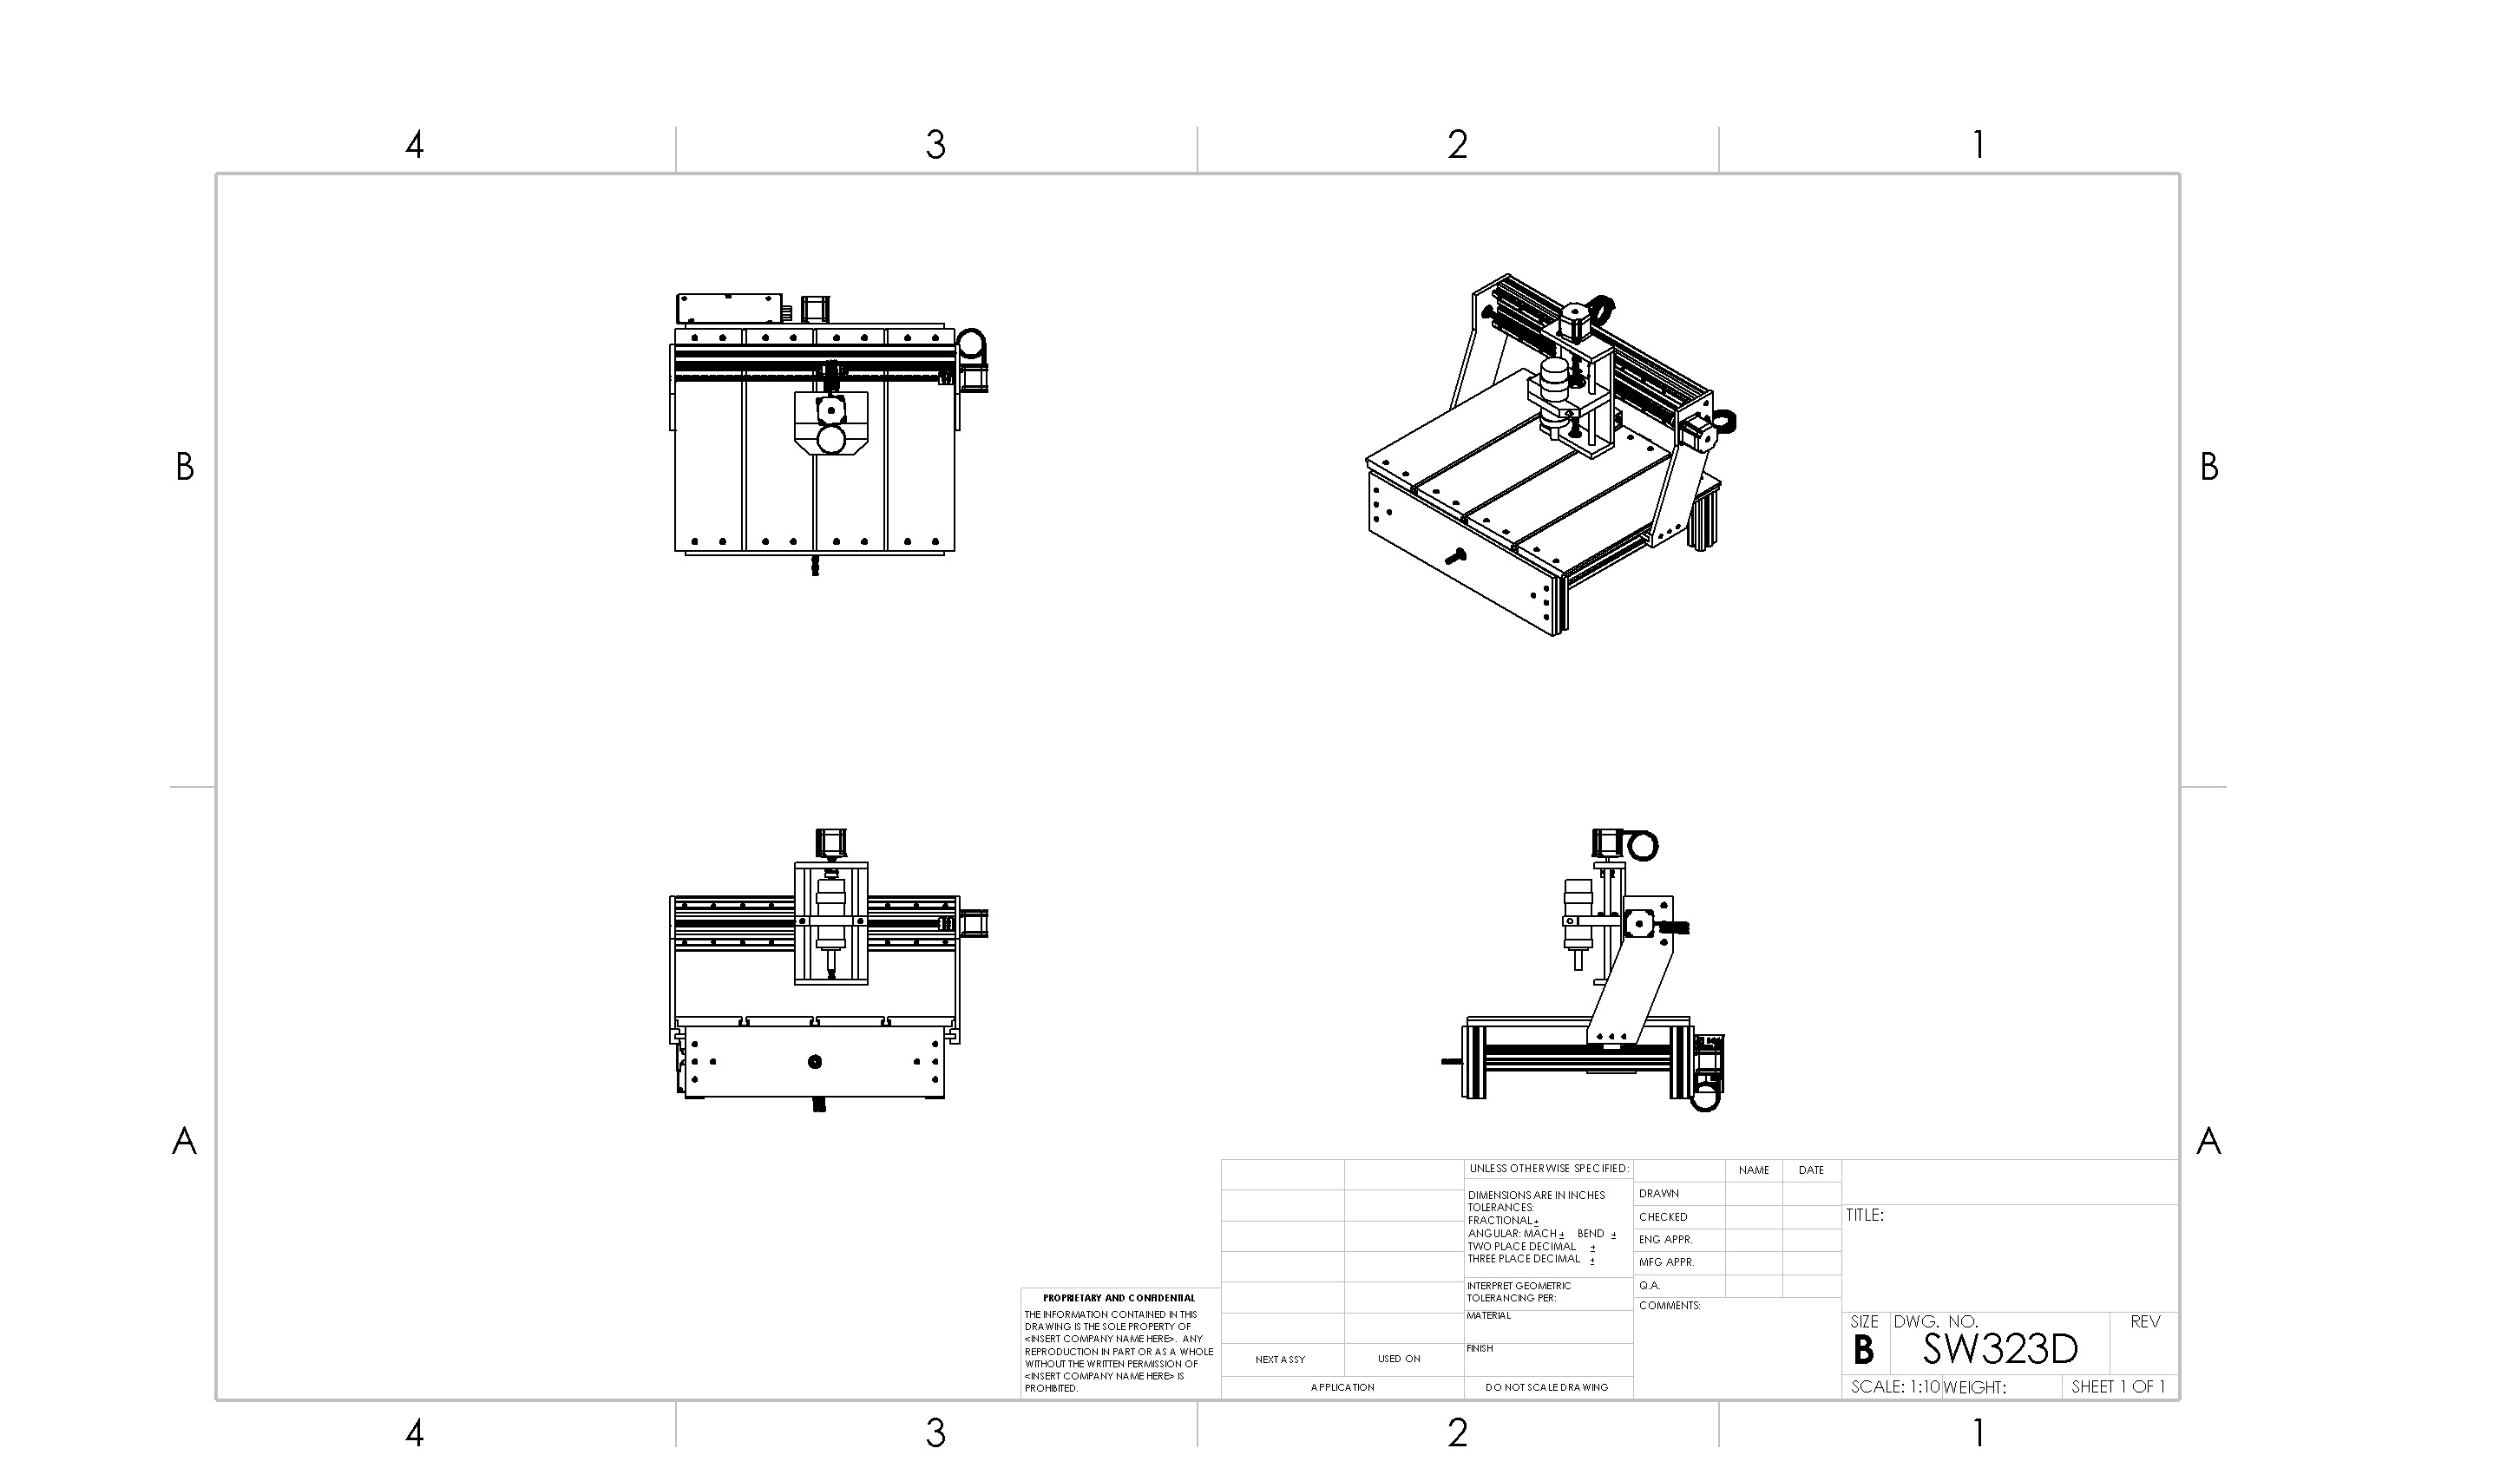 4 3 2 1
B B
A A
UNLESS OTHERWISE SPECIFIED:
DIMENSIONS ARE IN INCHES
TOLERANCES:
FRACTIONAL±
ANGULAR: MACH± BEND ±
TWO PLACE DECIMAL ±
THREE PLACE DECIMAL ±
INTERPRET GEOMETRIC
TOLERANCING PER:
MATERIAL
FINISH
DO NOT SCALE DRAWING
NAME DATE
DRAWN
CHECKED
ENG APPR.
MFG APPR.
Q.A.
COMMENTS:
TITLE:
SIZE DWG. NO. REV
B SW323D
SCALE: 1:10 WEIGHT: SHEET 1 OF 1
PROPRIETARY AND CONFIDENTIAL
THE INFORMATION CONTAINED IN THIS
DRAWING IS THE SOLE PROPERTY OF
<INSERT COMPANY NAME HERE>. ANY
REPRODUCTION IN PART OR AS A WHOLE
WITHOUT THE WRITTEN PERMISSION OF
<INSERT COMPANY NAME HERE> IS
PROHIBITED.
NEXT ASSY USED ON
APPLICATION
4 3 2 1